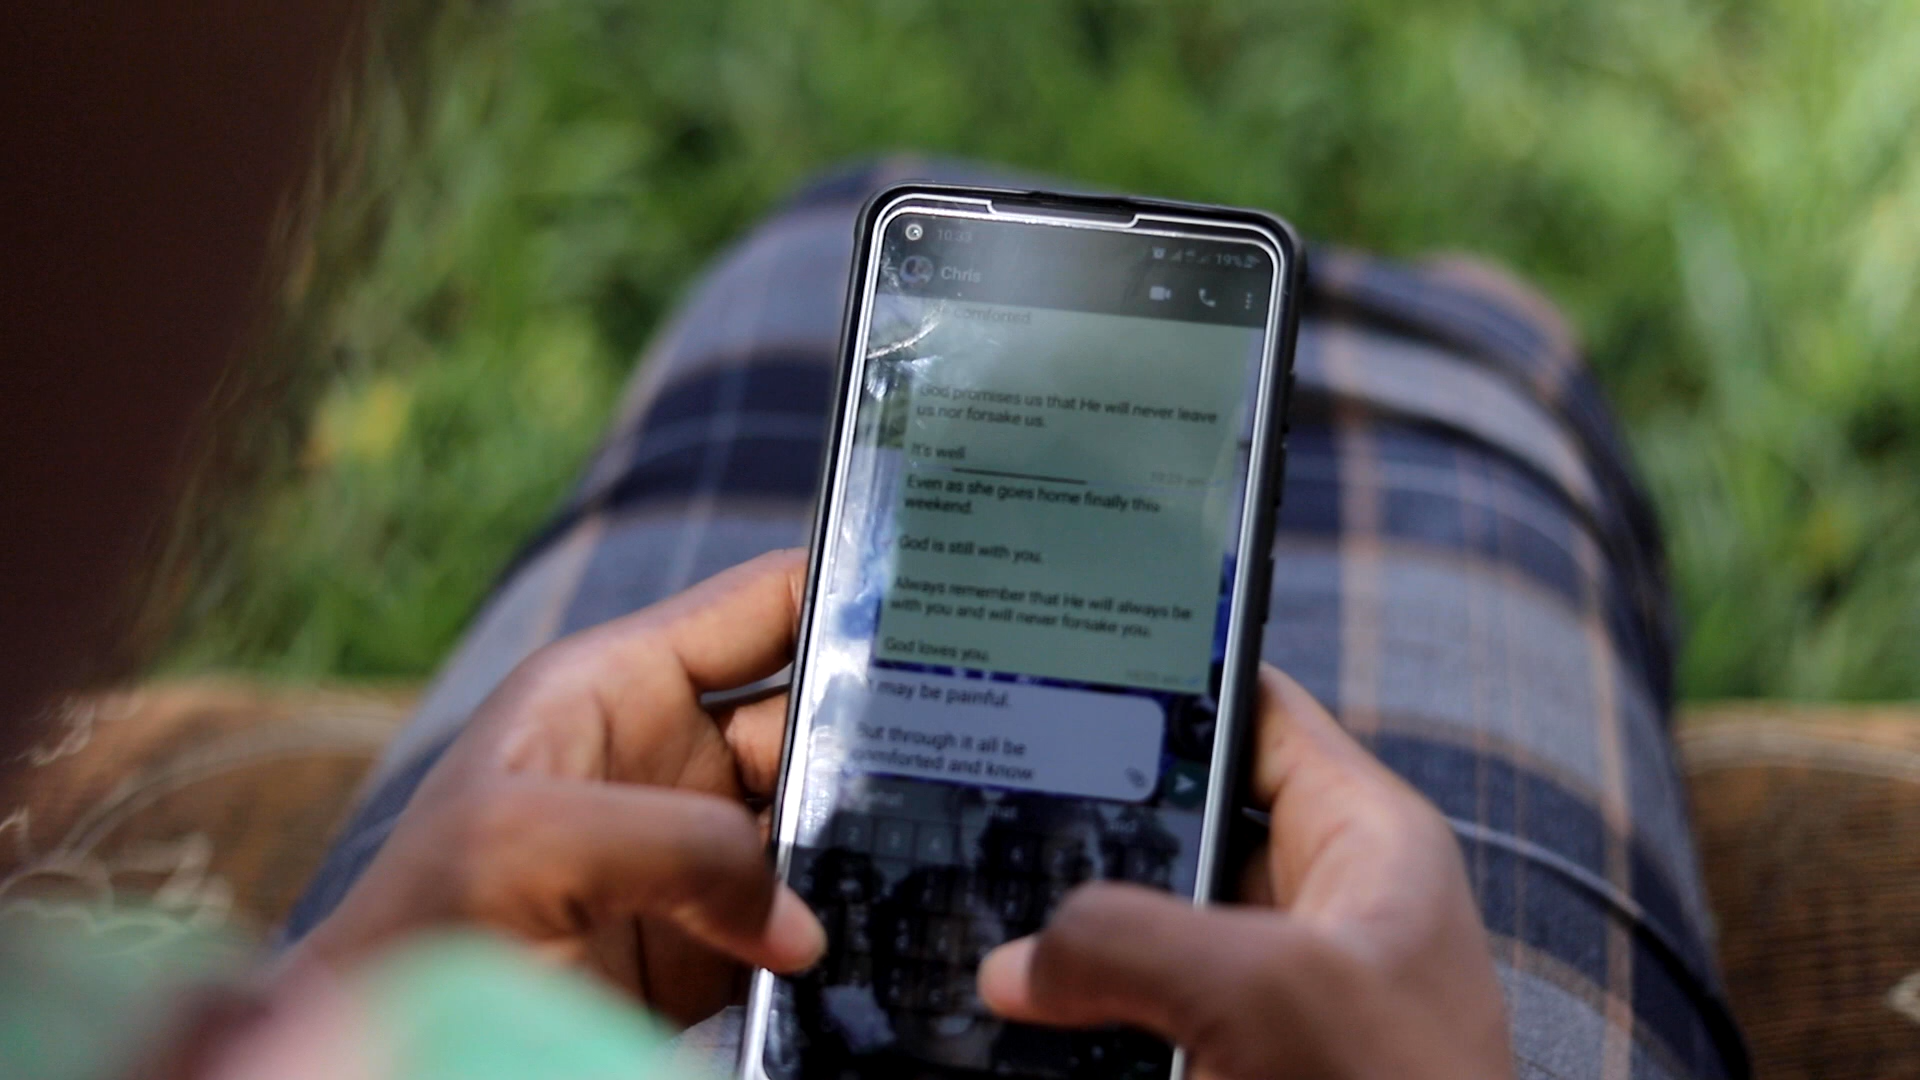 10:33
19%
Chris
comforted
God promises us that He will never leave
us nor forsake us.
It's well
Even as she goes home finally this
weekend.
God is still with you.
Always remember that He will always be
with you and will never forsake you.
God loves you.
may be painful.
But through it all be
comforted and know